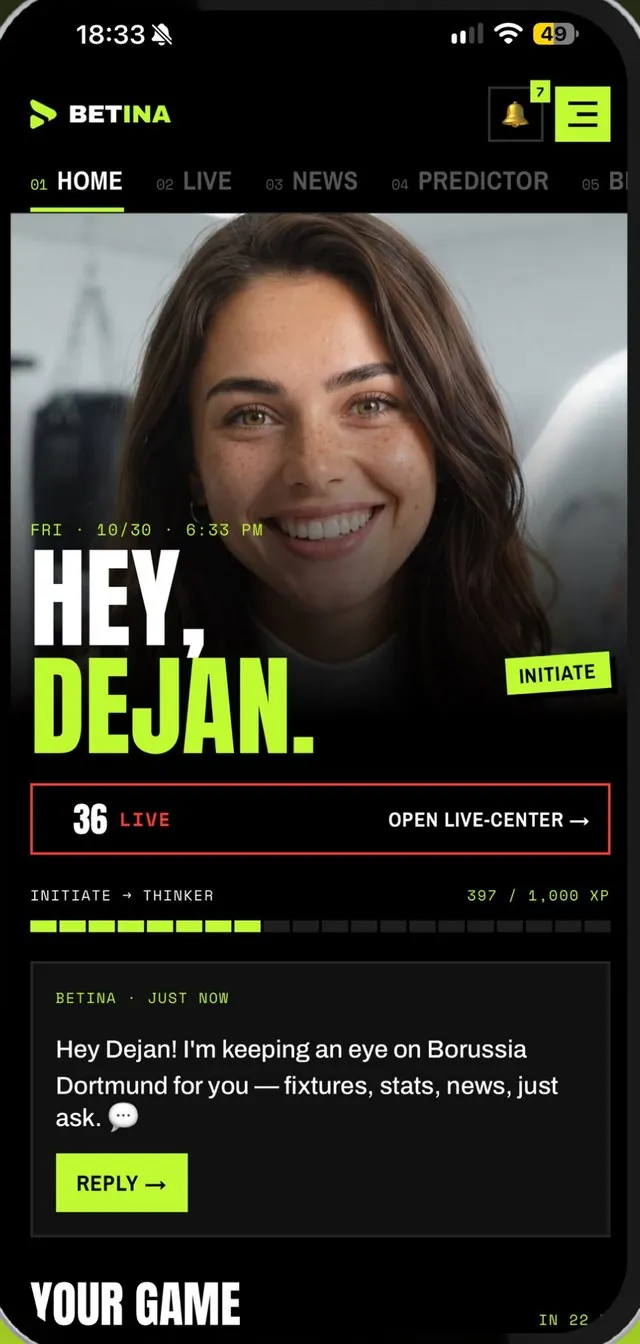 18:33
49
BETINA
7
01 HOME 02 LIVE 03 NEWS 04 PREDICTOR 05
FRI · 10/30 · 6:33 PM
HEY,
DEJAN.
INITIATE
36 LIVE OPEN LIVE-CENTER →
INITIATE → THINKER 397 / 1,000 XP
BETINA · JUST NOW
Hey Dejan! I'm keeping an eye on Borussia
Dortmund for you — fixtures, stats, news, just
ask. 💬
REPLY →
YOUR GAME
IN 22